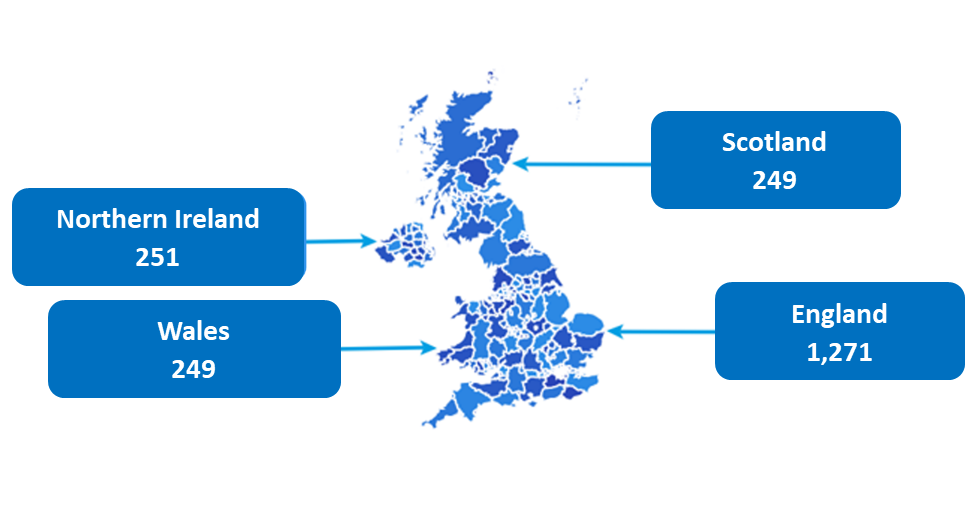 Scotland
249
Northern Ireland
251
Wales
249
England
1,271